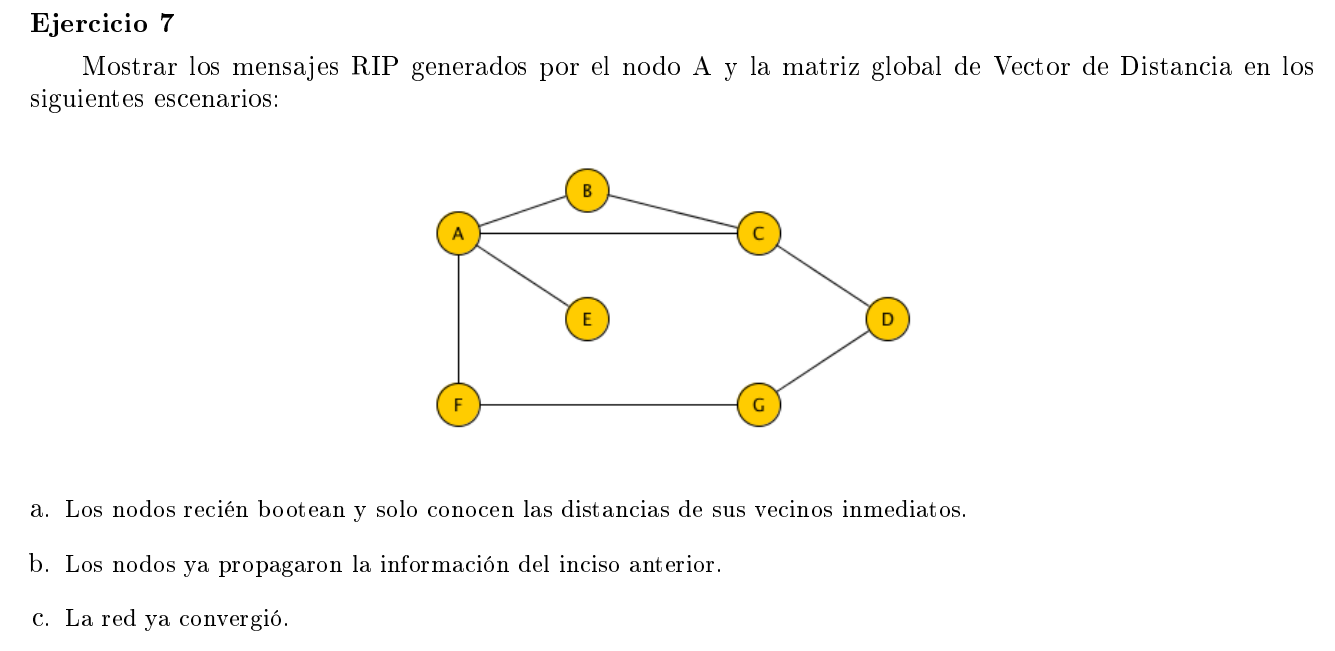 Ejercicio 7
Mostrar los mensajes RIP generados por el nodo A y la matriz global de Vector de Distancia en los
siguientes escenarios:
B
A
C
E
D
F
G
a. Los nodos recién bootean y solo conocen las distancias de sus vecinos inmediatos.
b. Los nodos ya propagaron la información del inciso anterior.
c. La red ya convergió.